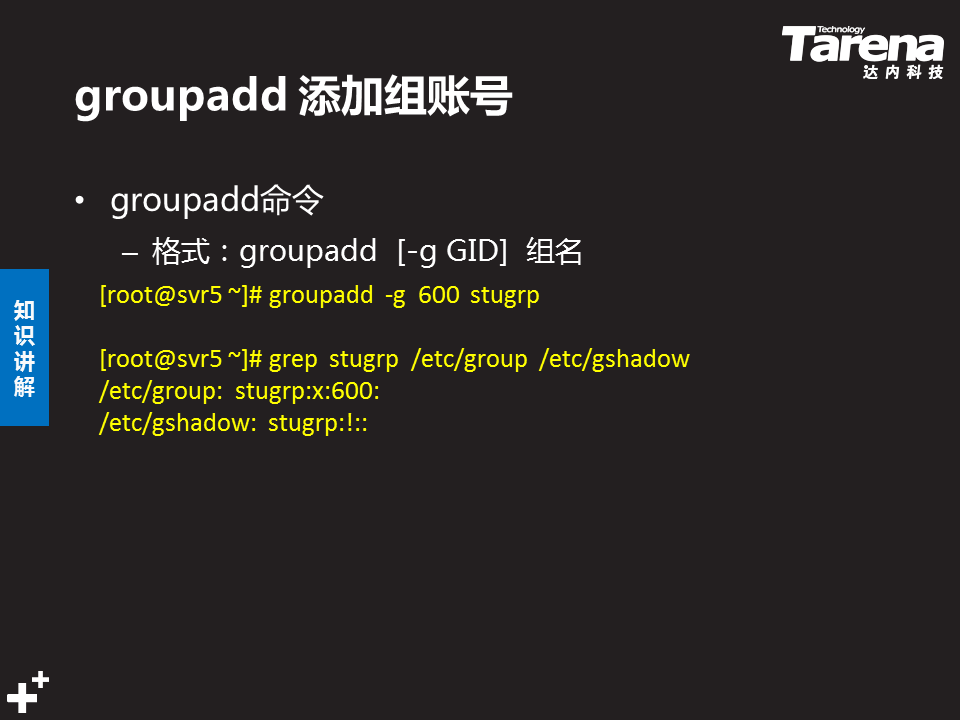 Technology
Tarena
达内科技
groupadd 添加组账号
• groupadd命令
– 格式：groupadd [-g GID] 组名
[root@svr5 ~]# groupadd -g 600 stugrp
[root@svr5 ~]# grep stugrp /etc/group /etc/gshadow
/etc/group: stugrp:x:600:
/etc/gshadow: stugrp:!::
知识讲解